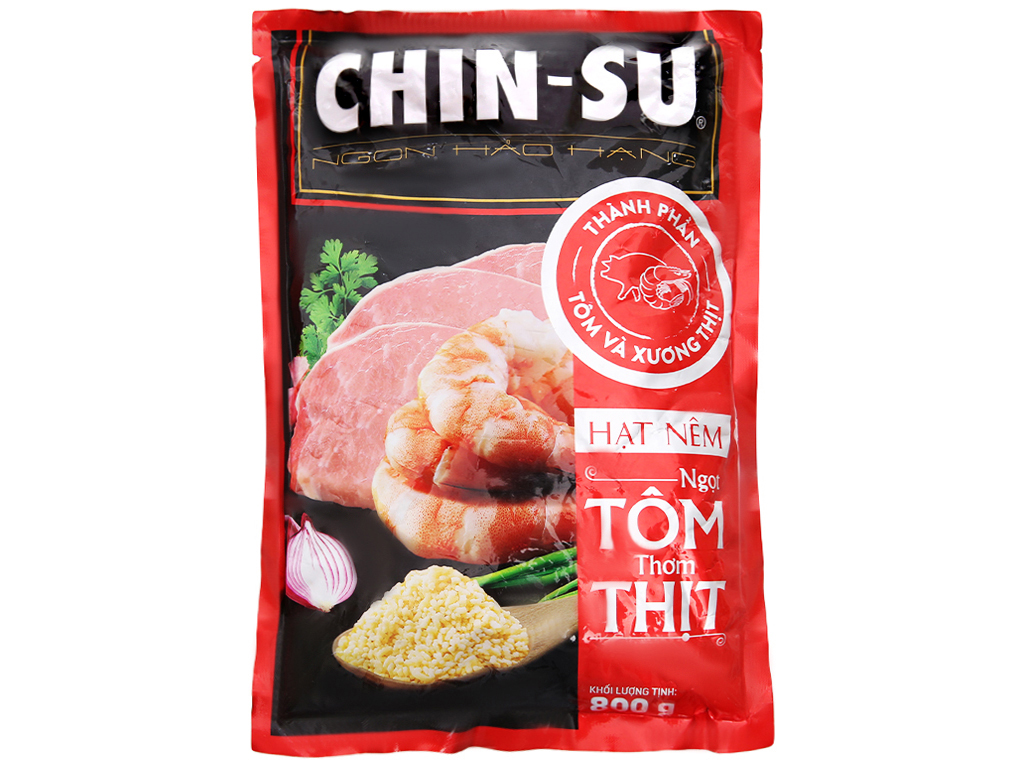 CHIN-SU®
NGON HẢO HẠNG
THÀNH PHẦN
TÔM VÀ XƯƠNG THỊT
HẠT NÊM
Ngọt
TÔM
Thơm
THỊT
KHỐI LƯỢNG TỊNH:
800 g